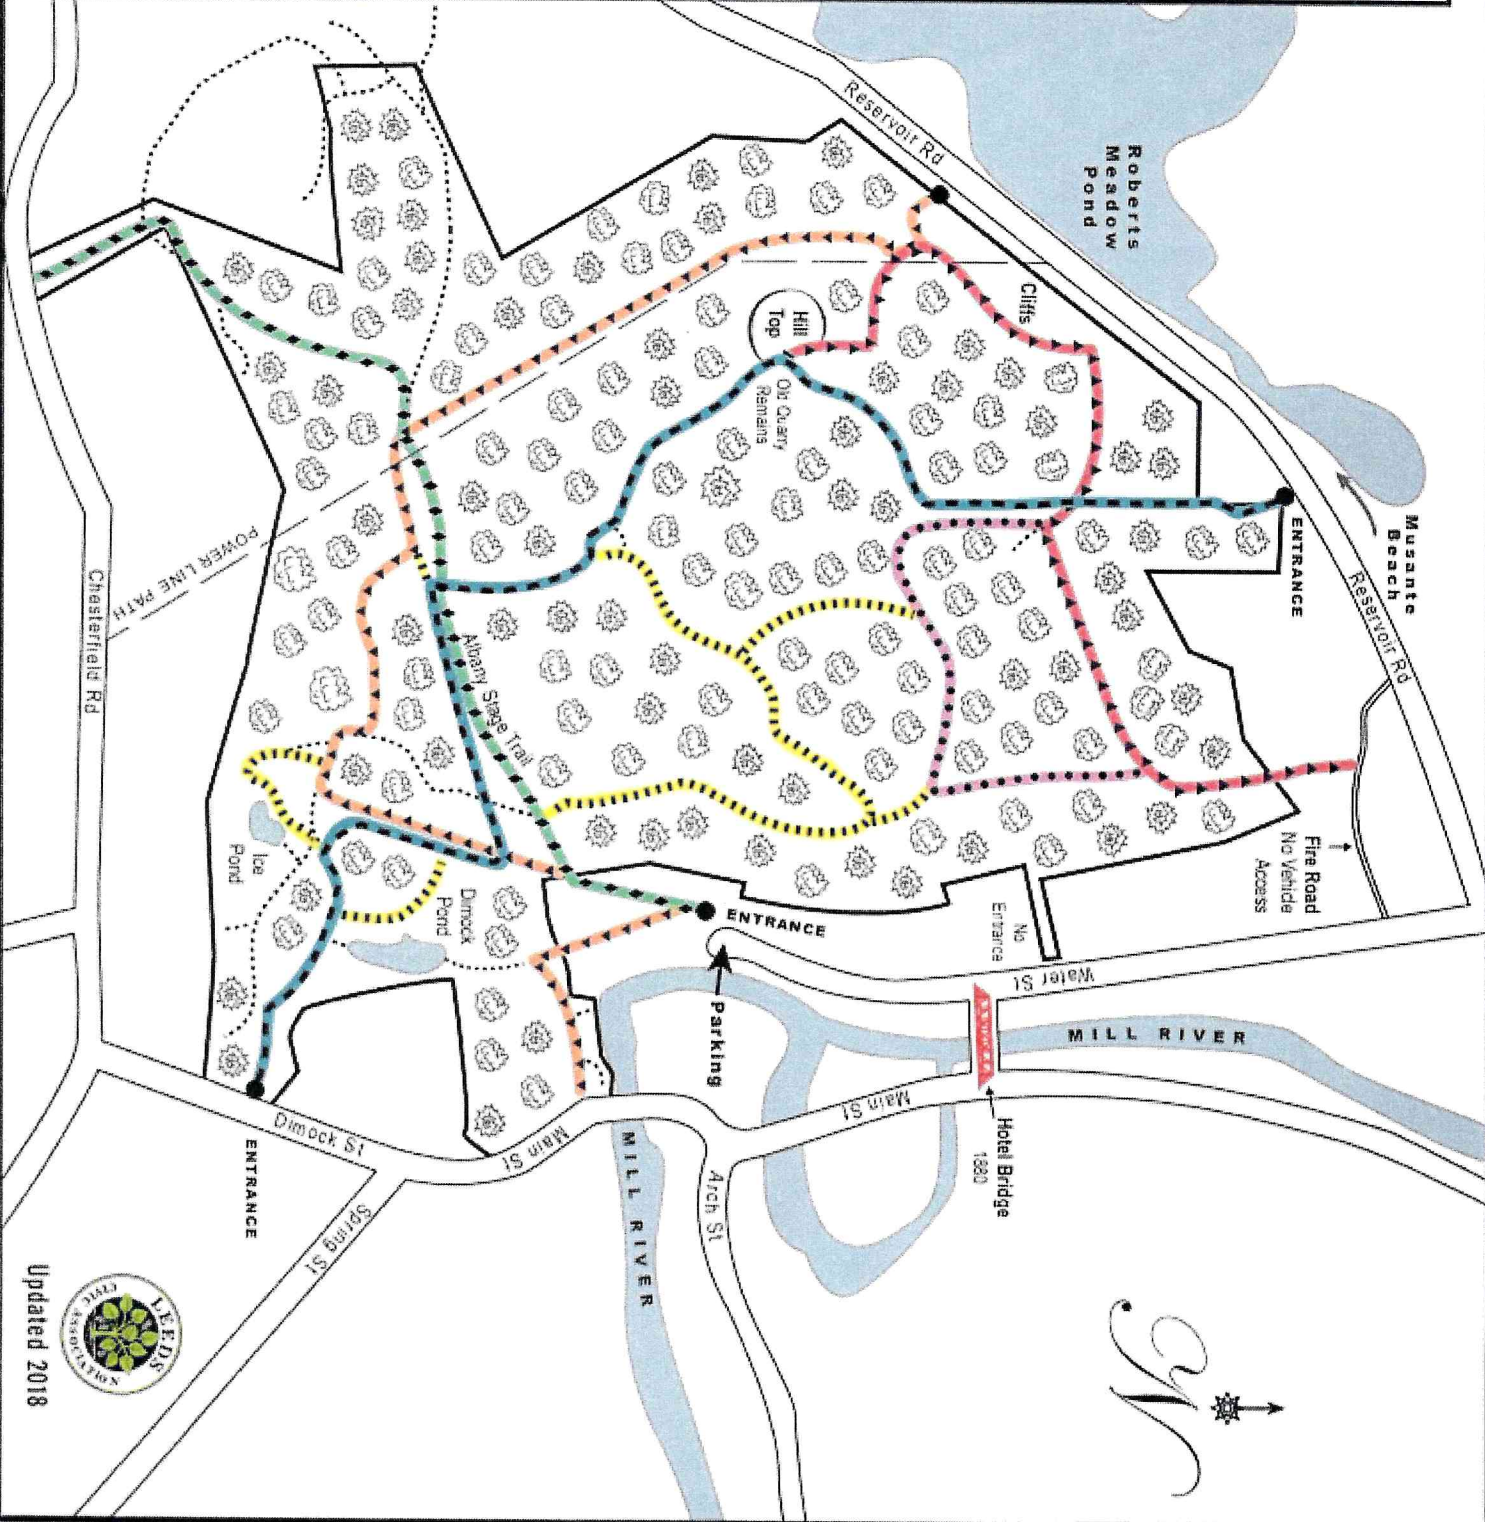 Reservoir Rd
Roberts
Meadow
Pond
Musante
Beach
Reservoir Rd
ENTRANCE
Cliffs
Hill
Top
Old Quarry
Remains
POWER LINE PATH
Chesterfield Rd
Albany Stage Trail
Fire Road
No Vehicle
Access
No
Entrance
ENTRANCE
Water St
Parking
MILL RIVER
Hotel Bridge
1880
Main St
Ice
Pond
Dimock
Pond
Main St
Arch St
MILL RIVER
Dimock St
ENTRANCE
Spring St
LEEDS
CIVIC ASSOCIATION
Updated 2018
N